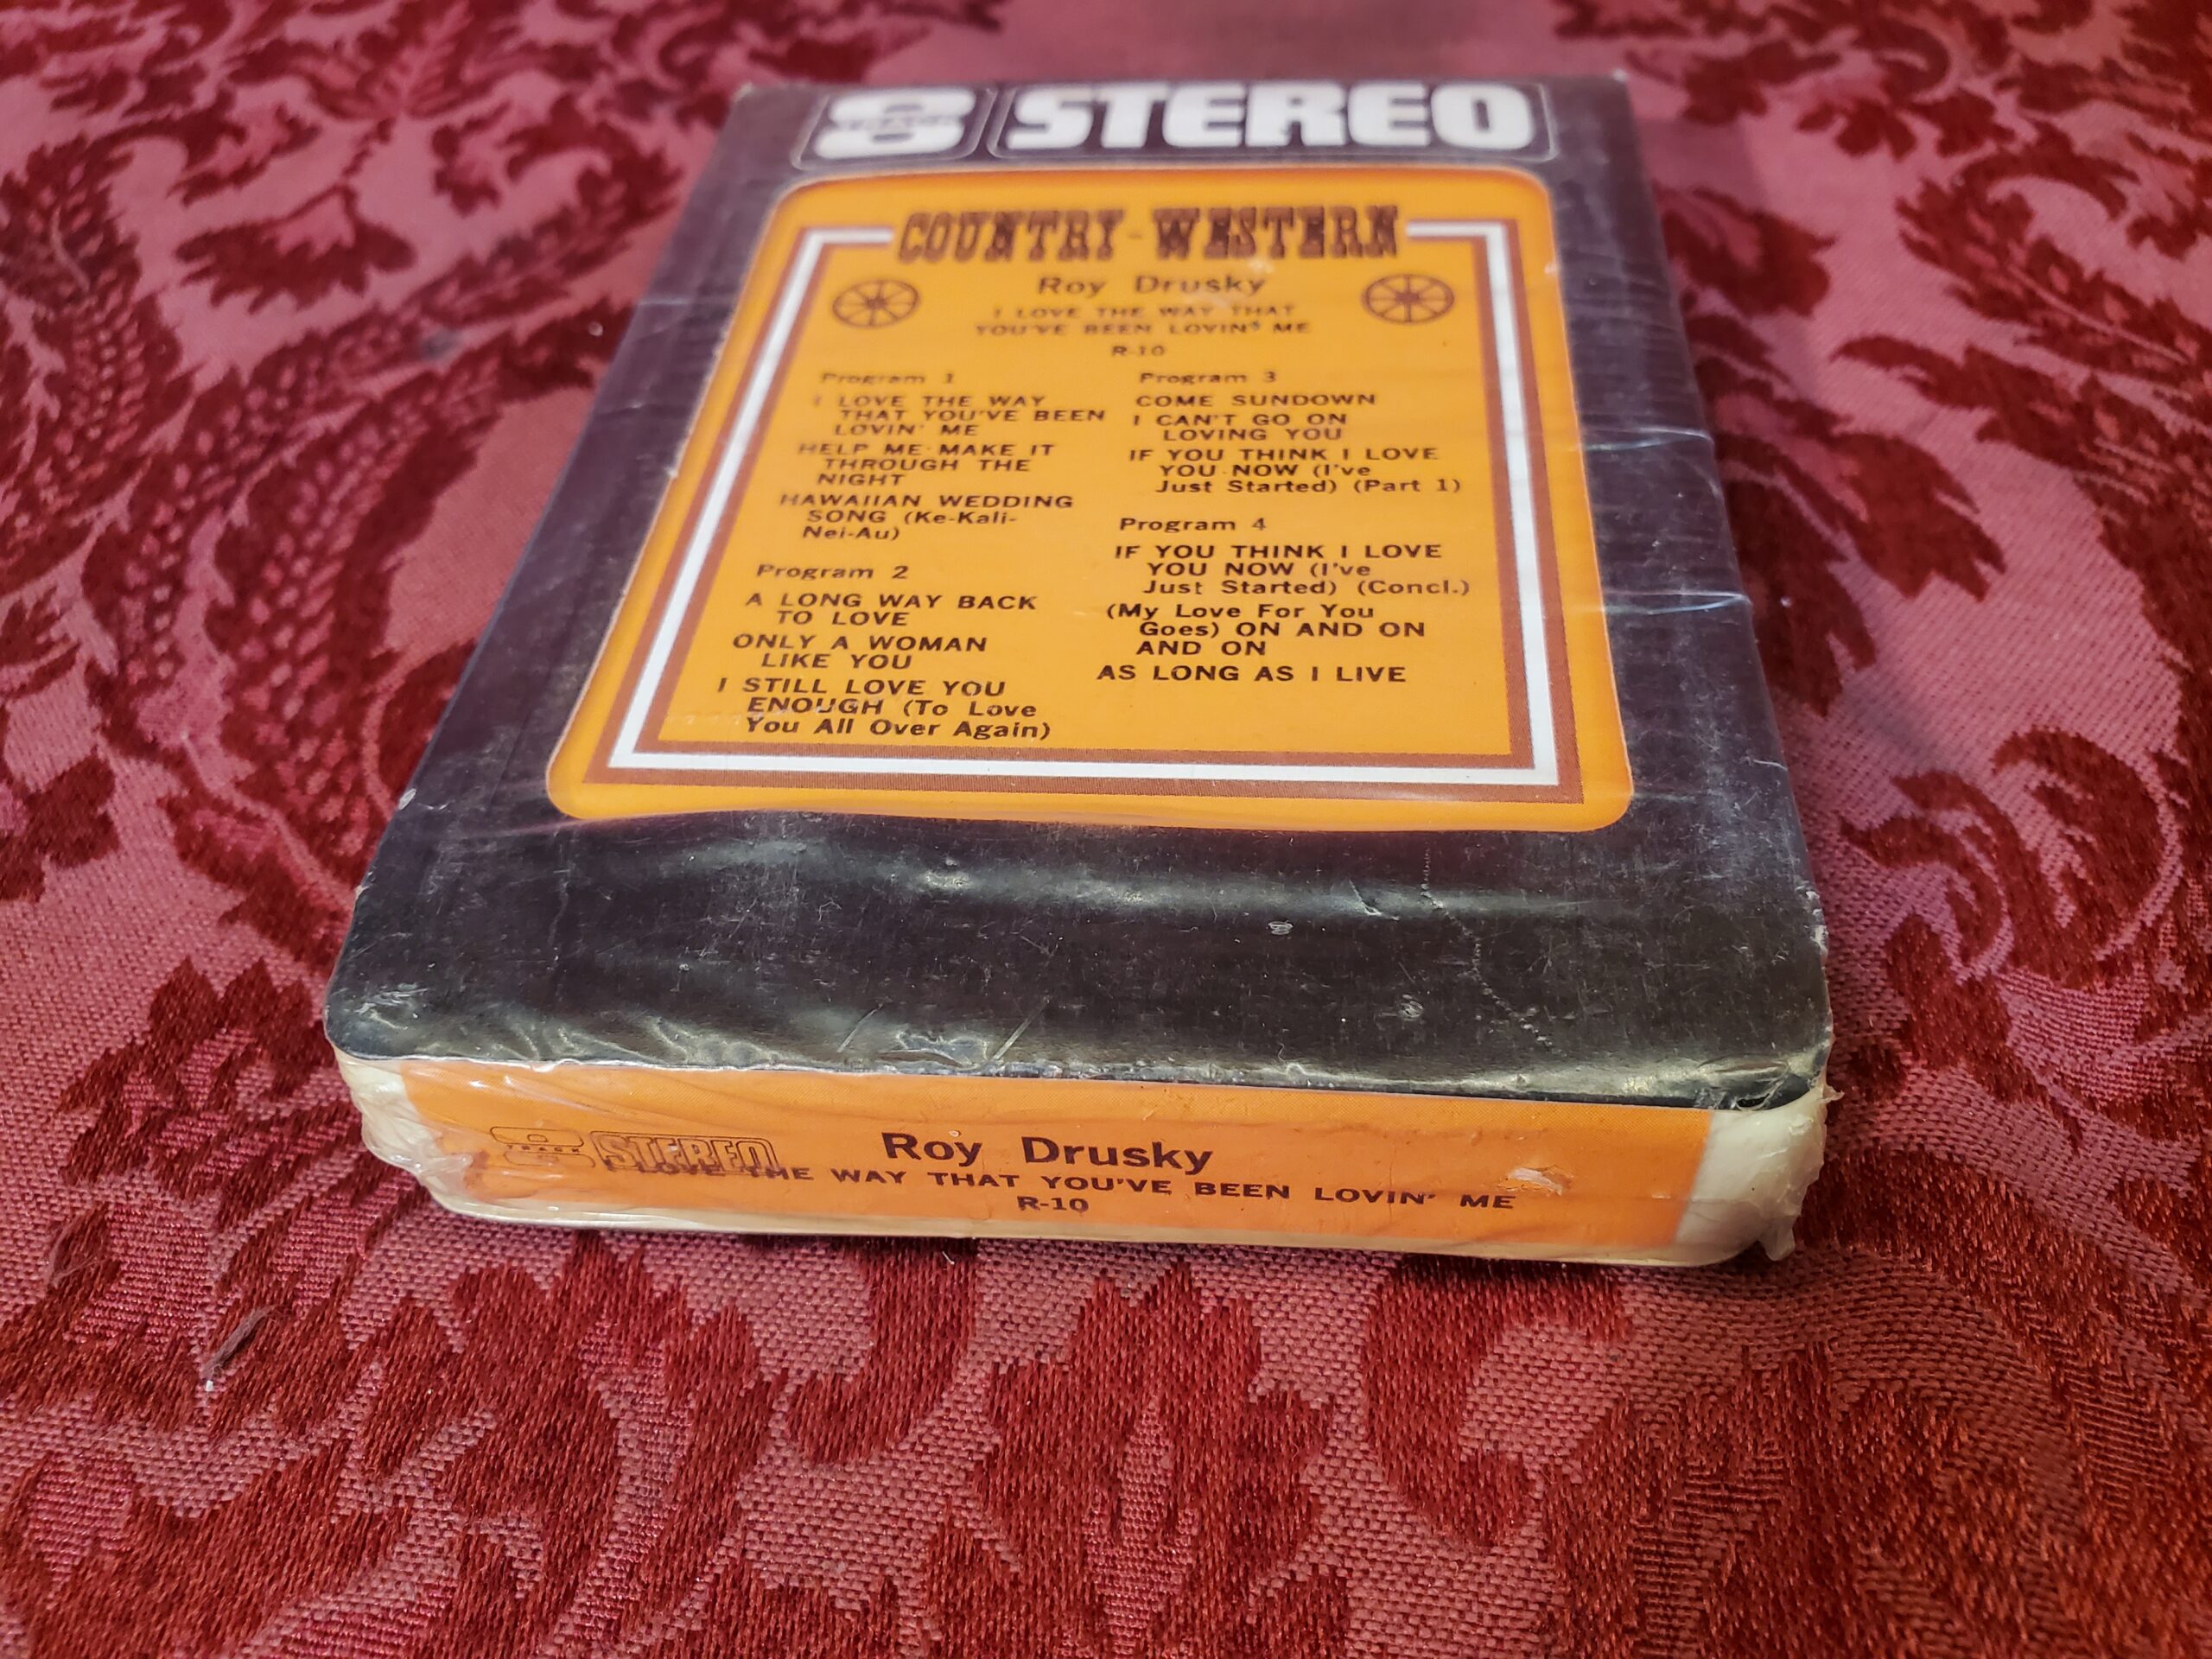 8 STEREO
COUNTRY-WESTERN
Roy Drusky
I LOVE THE WAY THAT
YOU'VE BEEN LOVIN' ME
R-10
Program 1
I LOVE THE WAY
THAT YOU'VE BEEN
LOVIN' ME
HELP ME MAKE IT
THROUGH THE
NIGHT
HAWAIIAN WEDDING
SONG (Ke-Kali-
Nei-Au)
Program 2
A LONG WAY BACK
TO LOVE
ONLY A WOMAN
LIKE YOU
I STILL LOVE YOU
ENOUGH (To Love
You All Over Again)
Program 3
COME SUNDOWN
I CAN'T GO ON
LOVING YOU
IF YOU THINK I LOVE
YOU NOW (I've
Just Started) (Part 1)
Program 4
IF YOU THINK I LOVE
YOU NOW (I've
Just Started) (Concl.)
(My Love For You
Goes) ON AND ON
AND ON
AS LONG AS I LIVE
8 STEREO
Roy Drusky
I LOVE THE WAY THAT YOU'VE BEEN LOVIN' ME
R-10